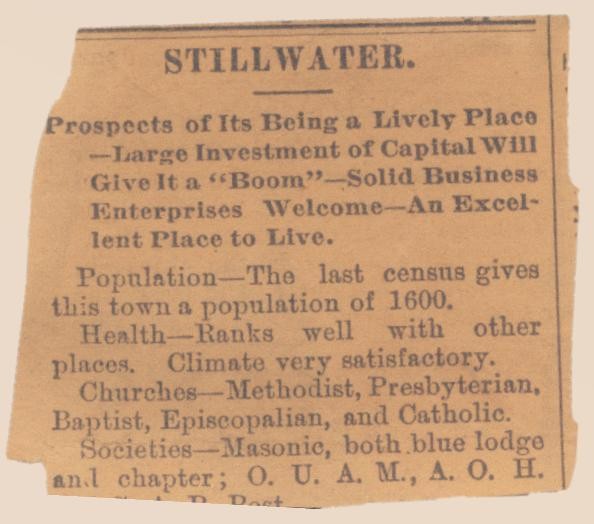 STILLWATER.
Prospects of Its Being a Lively Place
—Large Investment of Capital Will
Give It a "Boom"—Solid Business
Enterprises Welcome—An Excel-
lent Place to Live.
Population—The last census gives
this town a population of 1600.
Health—Ranks well with other
places. Climate very satisfactory.
Churches—Methodist, Presbyterian,
Baptist, Episcopalian, and Catholic.
Societies—Masonic, both blue lodge
and chapter; O. U. A. M., A. O. H.
A. R. Post